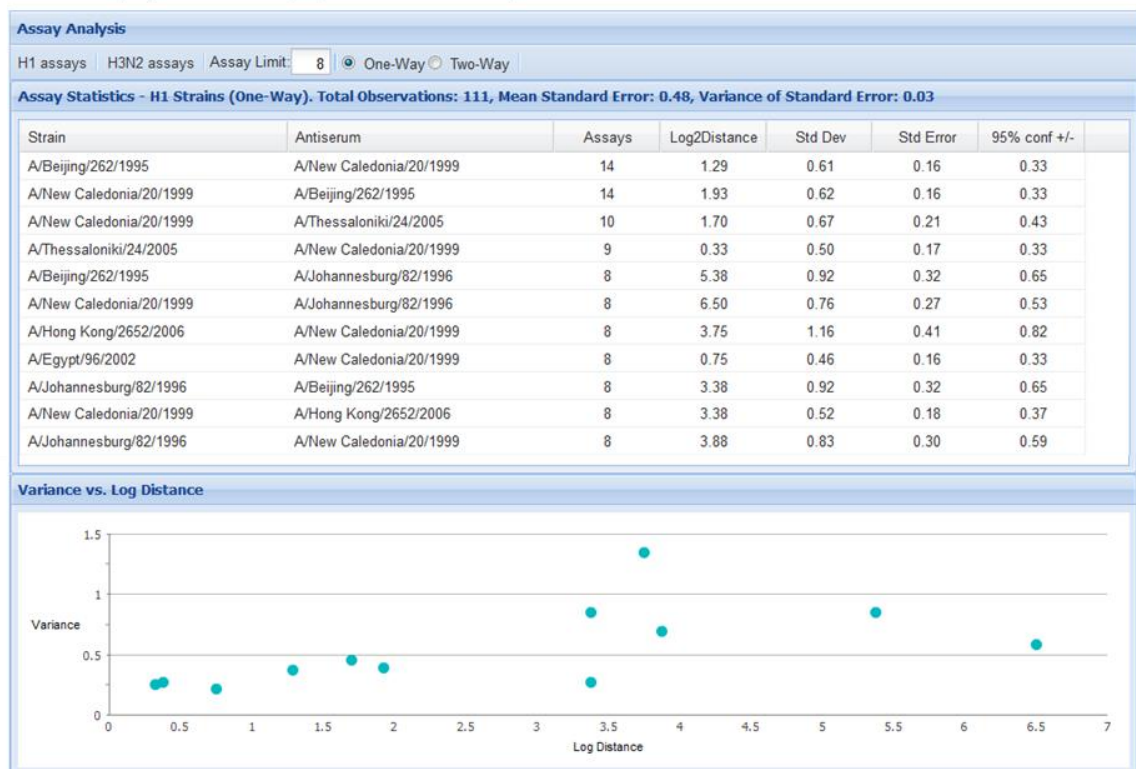 Assay Analysis
H1 assays H3N2 assays Assay Limit: 8 One-Way Two-Way
Assay Statistics - H1 Strains (One-Way). Total Observations: 111, Mean Standard Error: 0.48, Variance of Standard Error: 0.03
Strain Antiserum Assays Log2Distance Std Dev Std Error 95% conf +/-
A/Beijing/262/1995 A/New Caledonia/20/1999 14 1.29 0.61 0.16 0.33
A/New Caledonia/20/1999 A/Beijing/262/1995 14 1.93 0.62 0.16 0.33
A/New Caledonia/20/1999 A/Thessaloniki/24/2005 10 1.70 0.67 0.21 0.43
A/Thessaloniki/24/2005 A/New Caledonia/20/1999 9 0.33 0.50 0.17 0.33
A/Beijing/262/1995 A/Johannesburg/82/1996 8 5.38 0.92 0.32 0.65
A/New Caledonia/20/1999 A/Johannesburg/82/1996 8 6.50 0.76 0.27 0.53
A/Hong Kong/2652/2006 A/New Caledonia/20/1999 8 3.75 1.16 0.41 0.82
A/Egypt/96/2002 A/New Caledonia/20/1999 8 0.75 0.46 0.16 0.33
A/Johannesburg/82/1996 A/Beijing/262/1995 8 3.38 0.92 0.32 0.65
A/New Caledonia/20/1999 A/Hong Kong/2652/2006 8 3.38 0.52 0.18 0.37
A/Johannesburg/82/1996 A/New Caledonia/20/1999 8 3.88 0.83 0.30 0.59
Variance vs. Log Distance
1.5
1
Variance
0.5
0
0 0.5 1 1.5 2 2.5 3 3.5 4 4.5 5 5.5 6 6.5 7
Log Distance